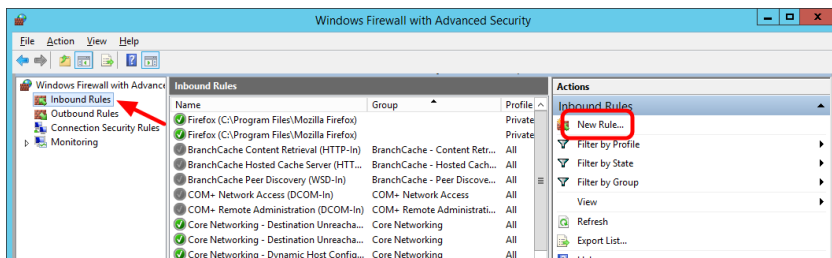 Windows Firewall with Advanced Security
File Action View Help
Windows Firewall with Advance
Inbound Rules
Outbound Rules
Connection Security Rules
Monitoring
Inbound Rules
Name Group Profile
Firefox (C:\Program Files\Mozilla Firefox) Private
Firefox (C:\Program Files\Mozilla Firefox) Private
BranchCache Content Retrieval (HTTP-In) BranchCache - Content Retr... All
BranchCache Hosted Cache Server (HTT... BranchCache - Hosted Cach... All
BranchCache Peer Discovery (WSD-In) BranchCache - Peer Discove... All
COM+ Network Access (DCOM-In) COM+ Network Access All
COM+ Remote Administration (DCOM-In) COM+ Remote Administrati... All
Core Networking - Destination Unreacha... Core Networking All
Core Networking - Destination Unreacha... Core Networking All
Core Networking - Dynamic Host Config... Core Networking All
Actions
Inbound Rules
New Rule...
Filter by Profile
Filter by State
Filter by Group
View
Refresh
Export List...